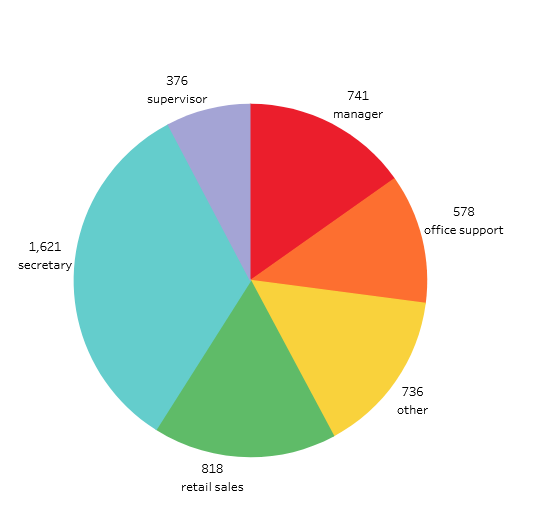 376
supervisor
741
manager
578
office support
1,621
secretary
736
other
818
retail sales